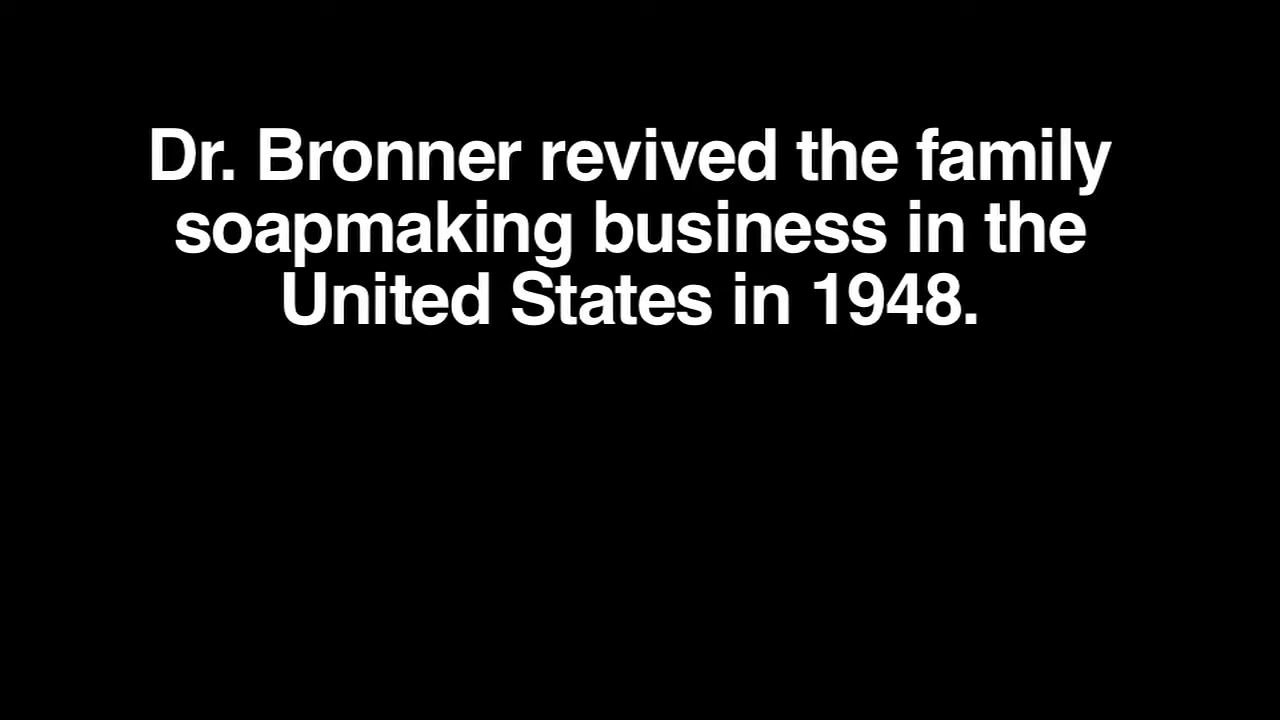 Dr. Bronner revived the family
soapmaking business in the
United States in 1948.